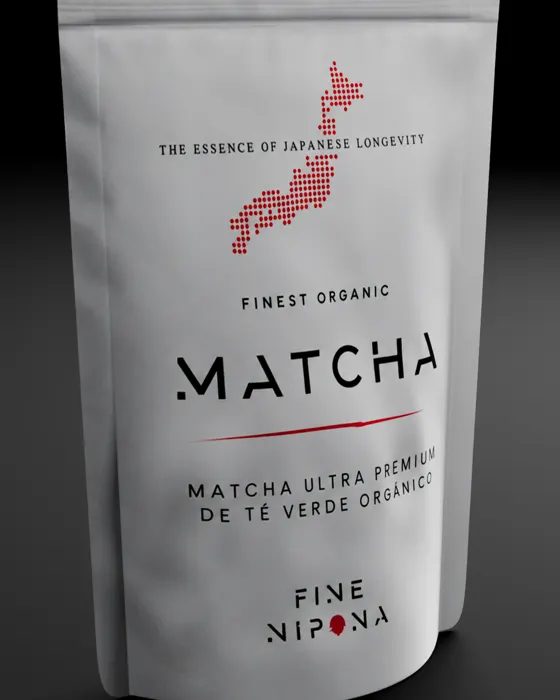 THE ESSENCE OF JAPANESE LONGEVITY
FINEST ORGANIC
MATCHA
MATCHA ULTRA PREMIUM
DE TÉ VERDE ORGÁNICO
FINE
NIPONA